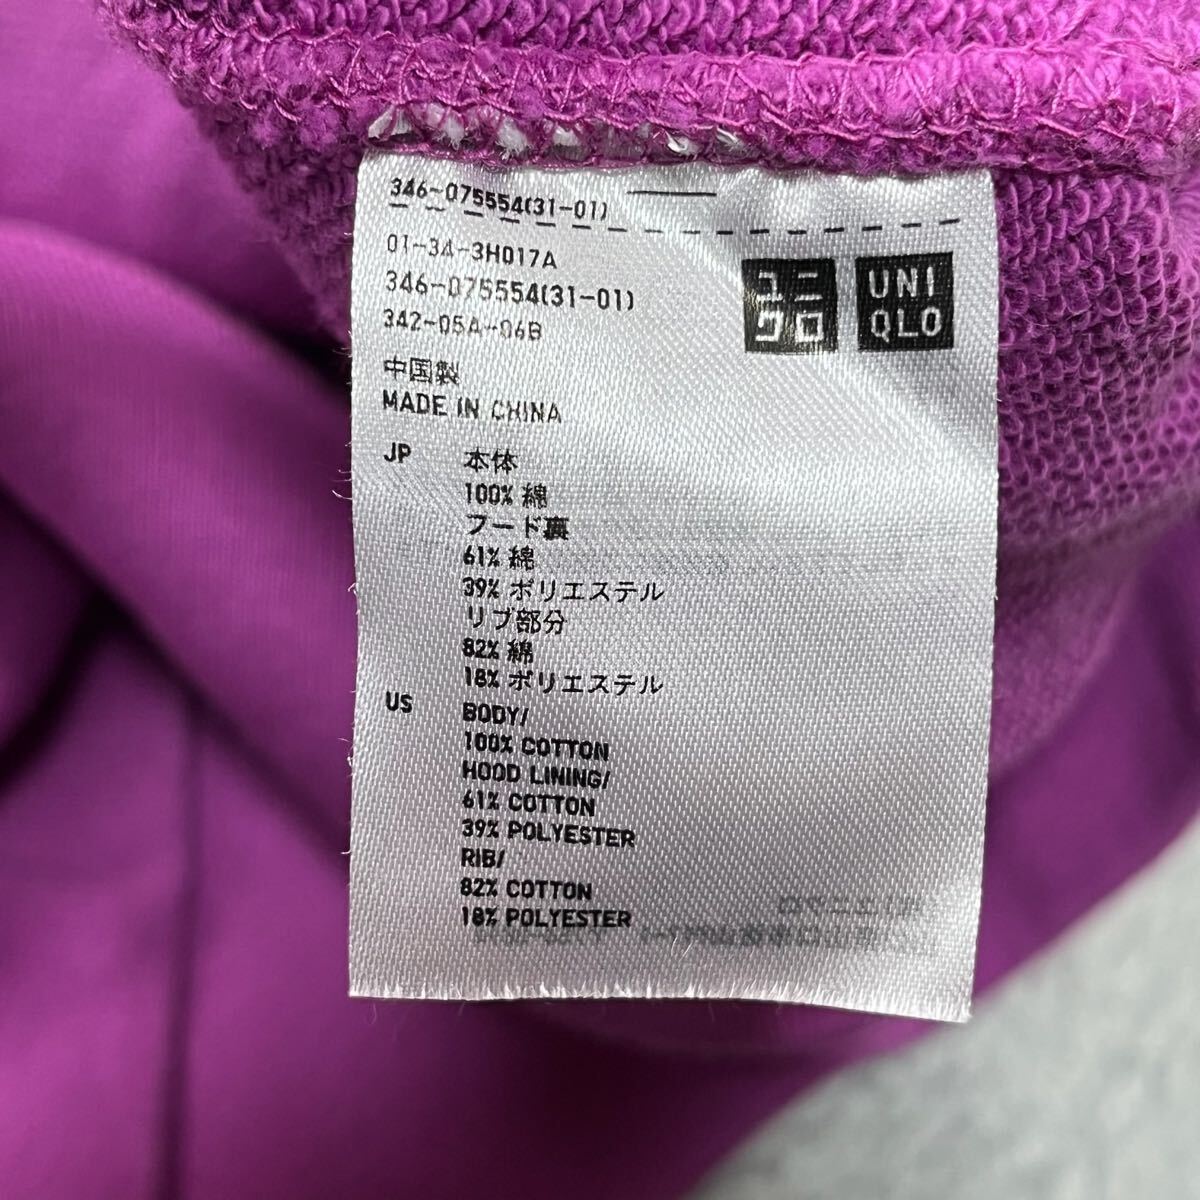 346-075554(31-01)
01-34-3H017A
346-075554(31-01)
342-05A-06B
ユニ
クロ
UNI
QLO
中国製
MADE IN CHINA
JP 本体
100% 綿
フード裏
61% 綿
39% ポリエステル
リブ部分
82% 綿
18% ポリエステル
US BODY/
100% COTTON
HOOD LINING/
61% COTTON
39% POLYESTER
RIB/
82% COTTON
18% POLYESTER